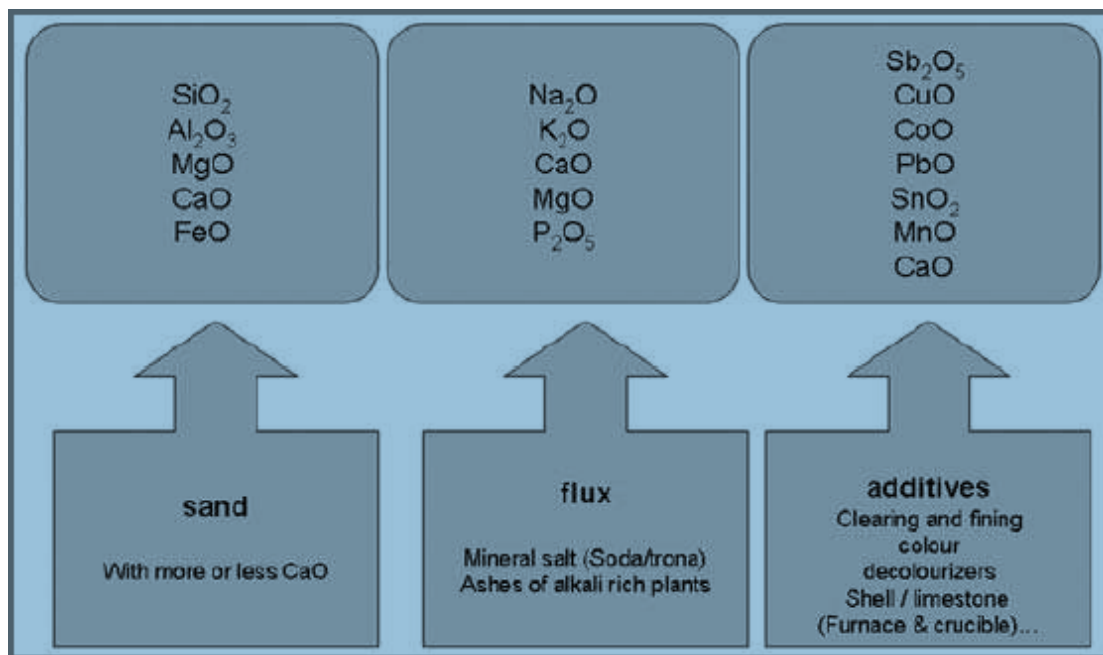 SiO₂
Al₂O₃
MgO
CaO
FeO
Na₂O
K₂O
CaO
MgO
P₂O₅
Sb₂O₅
CuO
CoO
PbO
SnO₂
MnO
CaO
sand
With more or less CaO
flux
Mineral salt (Soda/trona)
Ashes of alkali rich plants
additives
Clearing and fining
colour
decolourizers
Shell / limestone
(Furnace & crucible)...